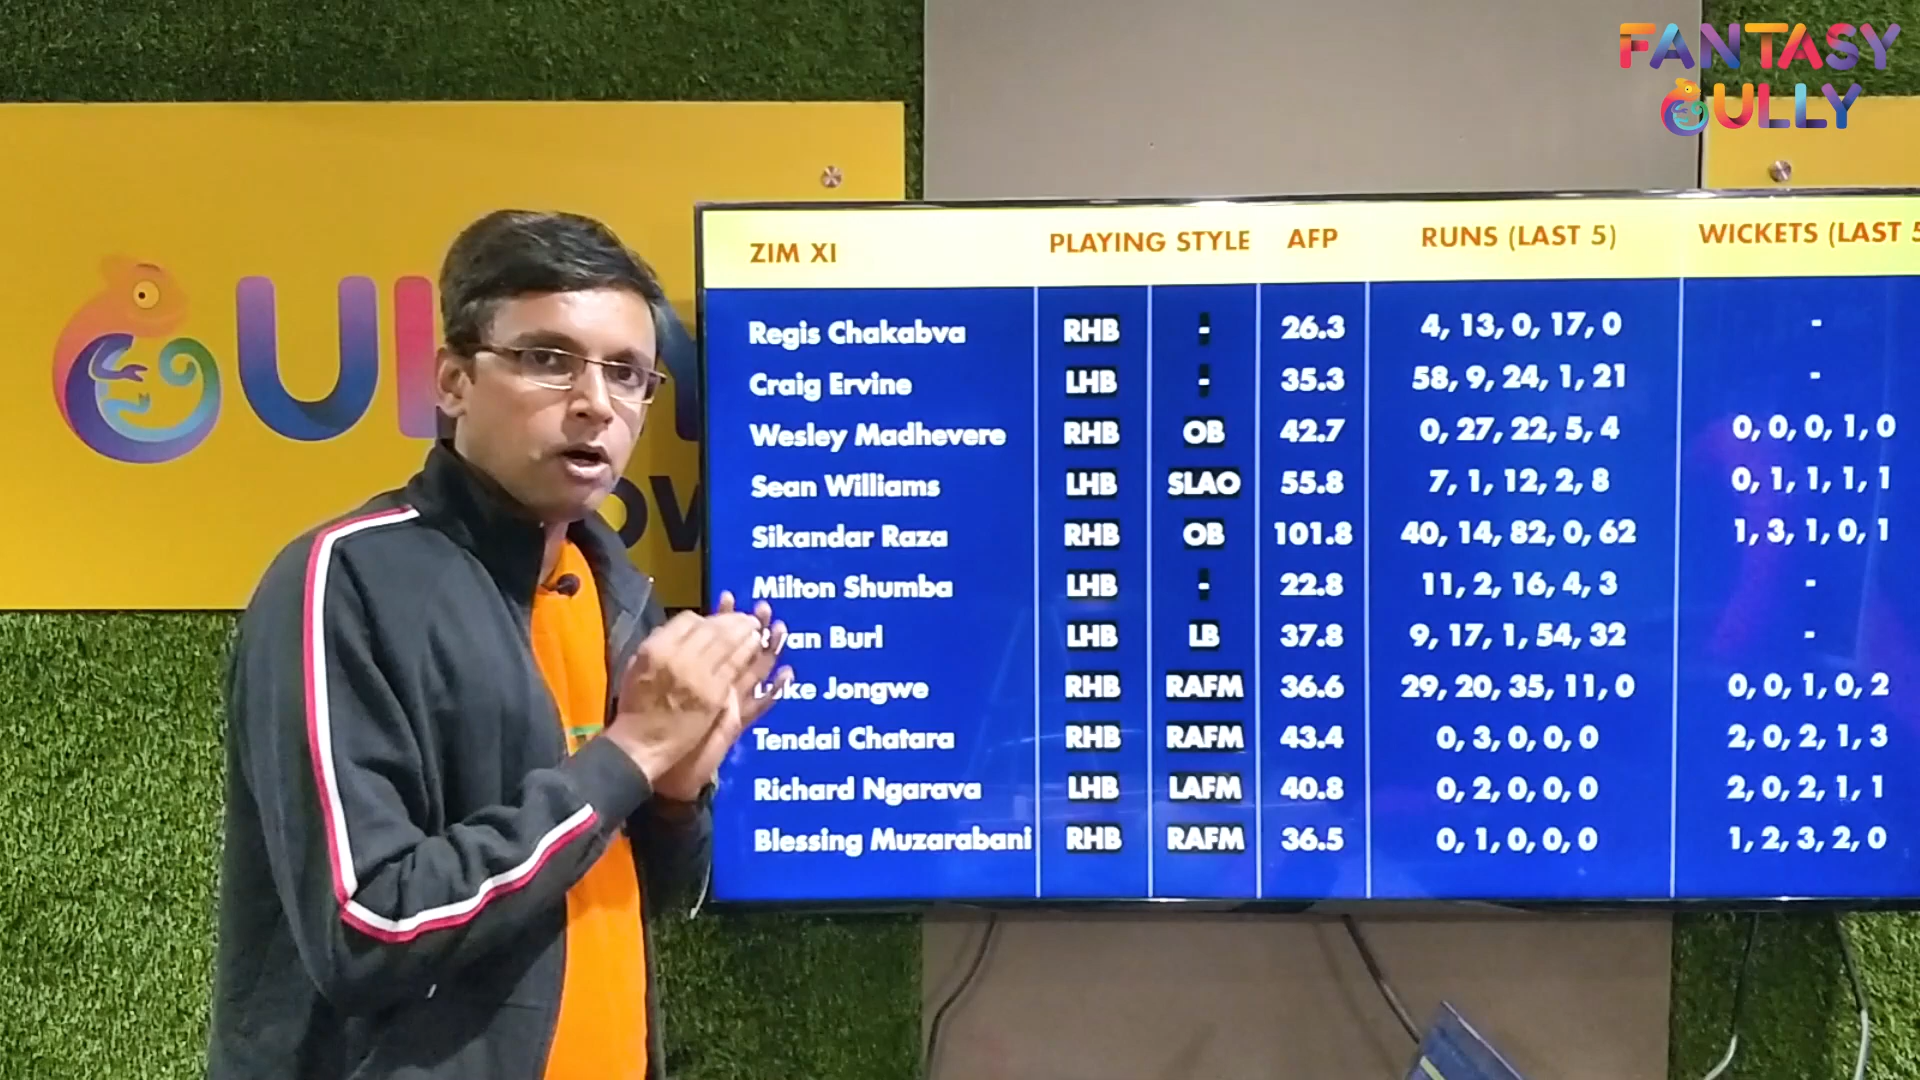 FANTASY
GULLY
ZIM XI PLAYING STYLE AFP RUNS (LAST 5) WICKETS (LAST 5
Regis Chakabva RHB - 26.3 4, 13, 0, 17, 0 -
Craig Ervine LHB - 35.3 58, 9, 24, 1, 21 -
Wesley Madhevere RHB OB 42.7 0, 27, 22, 5, 4 0, 0, 0, 1, 0
Sean Williams LHB SLAO 55.8 7, 1, 12, 2, 8 0, 1, 1, 1, 1
Sikandar Raza RHB OB 101.8 40, 14, 82, 0, 62 1, 3, 1, 0, 1
Milton Shumba LHB - 22.8 11, 2, 16, 4, 3 -
Ryan Burl LHB LB 37.8 9, 17, 1, 54, 32 -
Luke Jongwe RHB RAFM 36.6 29, 20, 35, 11, 0 0, 0, 1, 0, 2
Tendai Chatara RHB RAFM 43.4 0, 3, 0, 0, 0 2, 0, 2, 1, 3
Richard Ngarava LHB LAFM 40.8 0, 2, 0, 0, 0 2, 0, 2, 1, 1
Blessing Muzarabani RHB RAFM 36.5 0, 1, 0, 0, 0 1, 2, 3, 2, 0